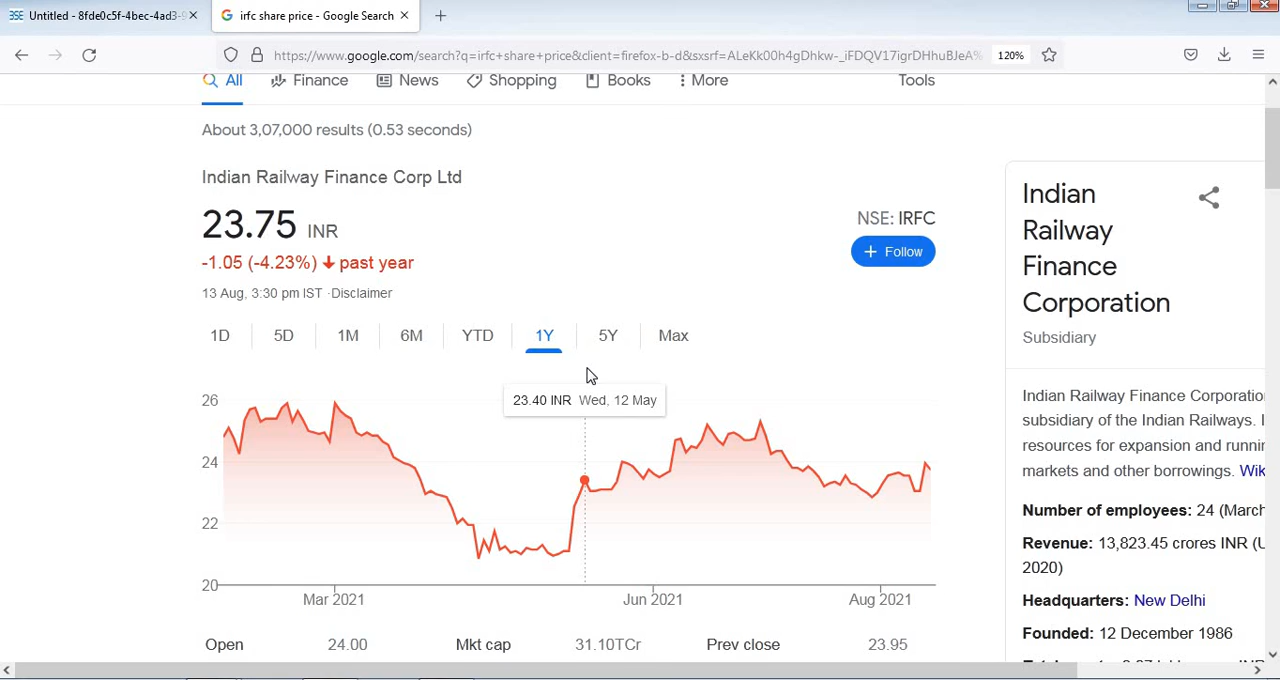 Untitled - 8fde0c5f-4bec-4ad3-9
irfc share price - Google Search
https://www.google.com/search?q=irfc+share+price&client=firefox-b-d&sxsrf=ALeKk00h4gDhkw-_iFDQV17igrDHhuBJeA%
120%
All
Finance
News
Shopping
Books
More
Tools
About 3,07,000 results (0.53 seconds)
Indian Railway Finance Corp Ltd
23.75 INR
NSE: IRFC
+ Follow
-1.05 (-4.23%) past year
13 Aug, 3:30 pm IST ·Disclaimer
1D 5D 1M 6M YTD 1Y 5Y Max
23.40 INR Wed, 12 May
26
24
22
20
Mar 2021 Jun 2021 Aug 2021
Open 24.00 Mkt cap 31.10TCr Prev close 23.95
Indian
Railway
Finance
Corporation
Subsidiary
Indian Railway Finance Corporatio
subsidiary of the Indian Railways.
resources for expansion and runnin
markets and other borrowings. Wik
Number of employees: 24 (March
Revenue: 13,823.45 crores INR (U
2020)
Headquarters: New Delhi
Founded: 12 December 1986